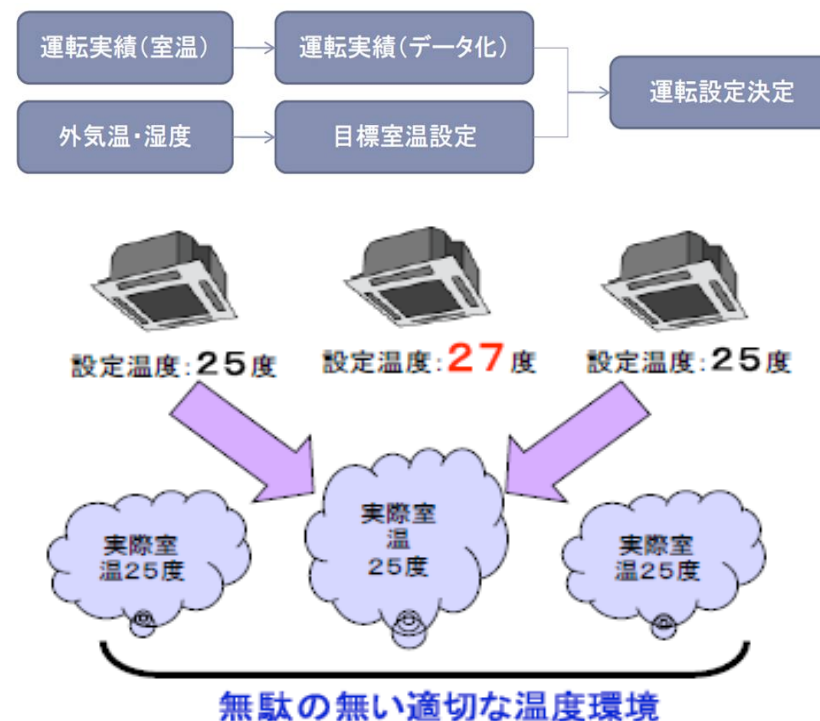 運転実績(室温)
運転実績(データ化)
運転設定決定
外気温・湿度
目標室温設定
設定温度:25度
設定温度:27度
設定温度:25度
実際室
温25度
実際室
温
25度
実際室
温25度
無駄の無い適切な温度環境